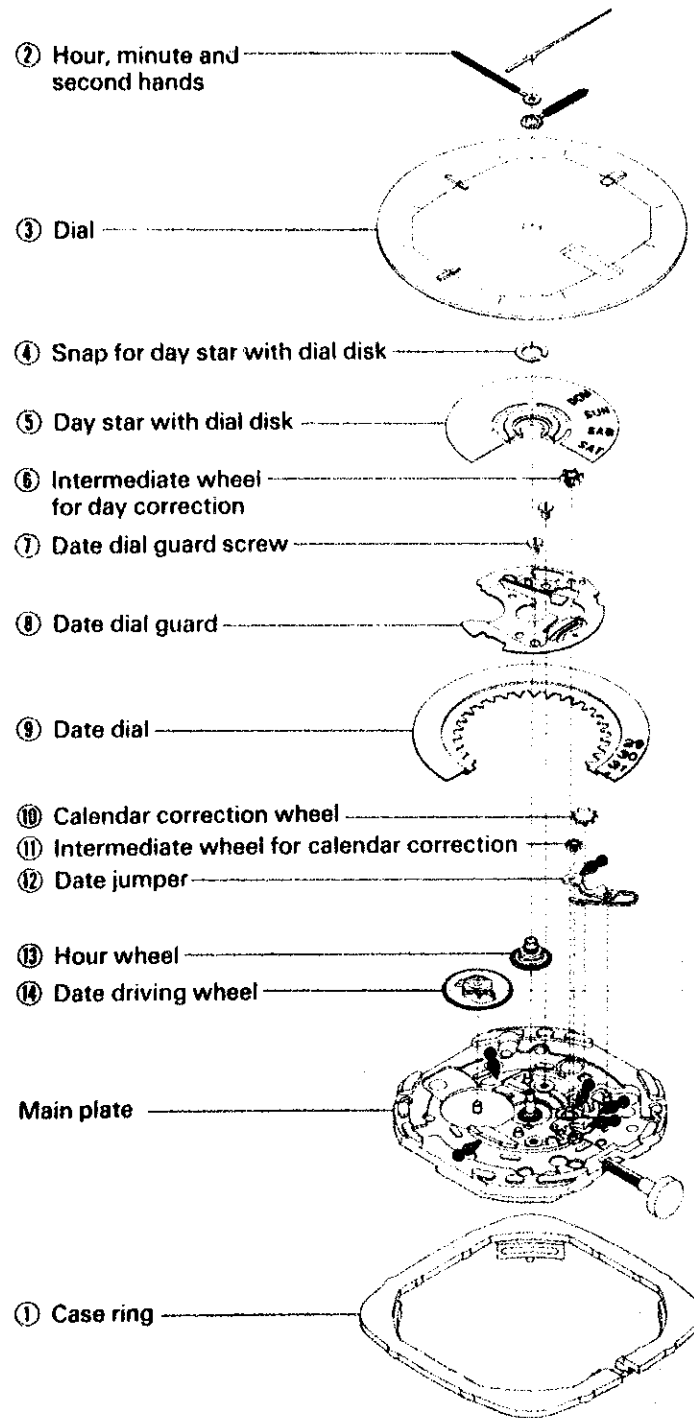 ② Hour, minute and
second hands
③ Dial
④ Snap for day star with dial disk
DOM
SUN
SAB
SAT
⑤ Day star with dial disk
⑥ Intermediate wheel
for day correction
⑦ Date dial guard screw
⑧ Date dial guard
⑨ Date dial
⑩ Calendar correction wheel
⑪ Intermediate wheel for calendar correction
⑫ Date jumper
⑬ Hour wheel
⑭ Date driving wheel
Main plate
① Case ring